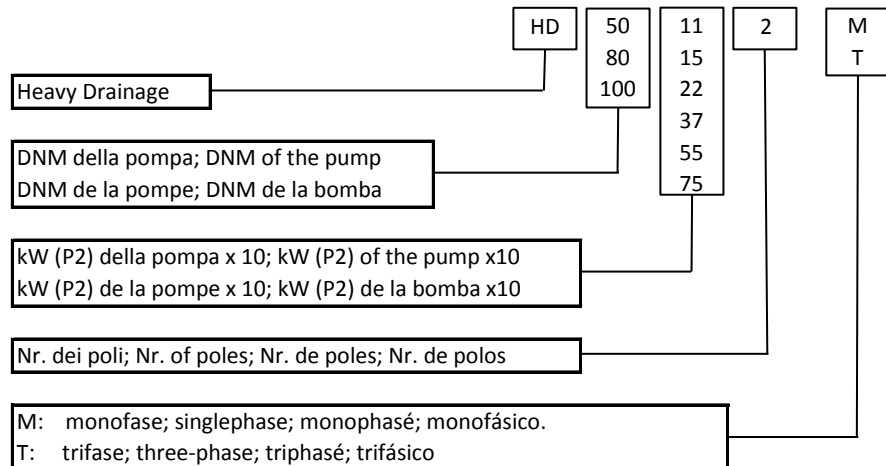 HD 50 11 2 M
80 15 T
Heavy Drainage 100 22
37
DNM della pompa; DNM of the pump 55
DNM de la pompe; DNM de la bomba 75
kW (P2) della pompa x 10; kW (P2) of the pump x10
kW (P2) de la pompe x 10; kW (P2) de la bomba x10
Nr. dei poli; Nr. of poles; Nr. de poles; Nr. de polos
M: monofase; singlephase; monophasé; monofásico.
T: trifase; three-phase; triphasé; trifásico